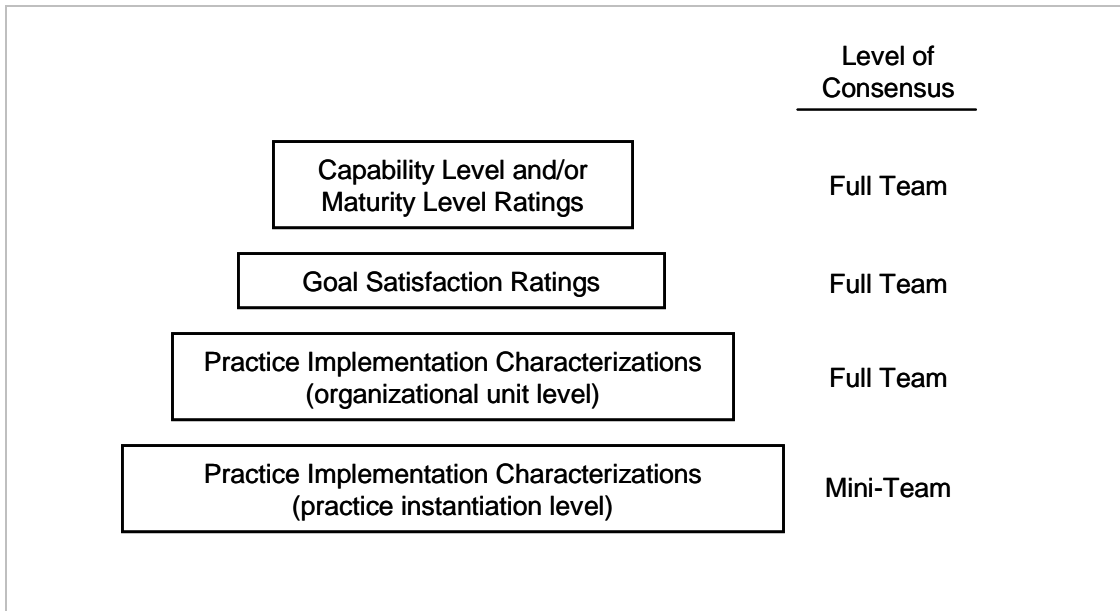 Level of
Consensus
Capability Level and/or
Maturity Level Ratings
Full Team
Goal Satisfaction Ratings
Full Team
Practice Implementation Characterizations
(organizational unit level)
Full Team
Practice Implementation Characterizations
(practice instantiation level)
Mini-Team